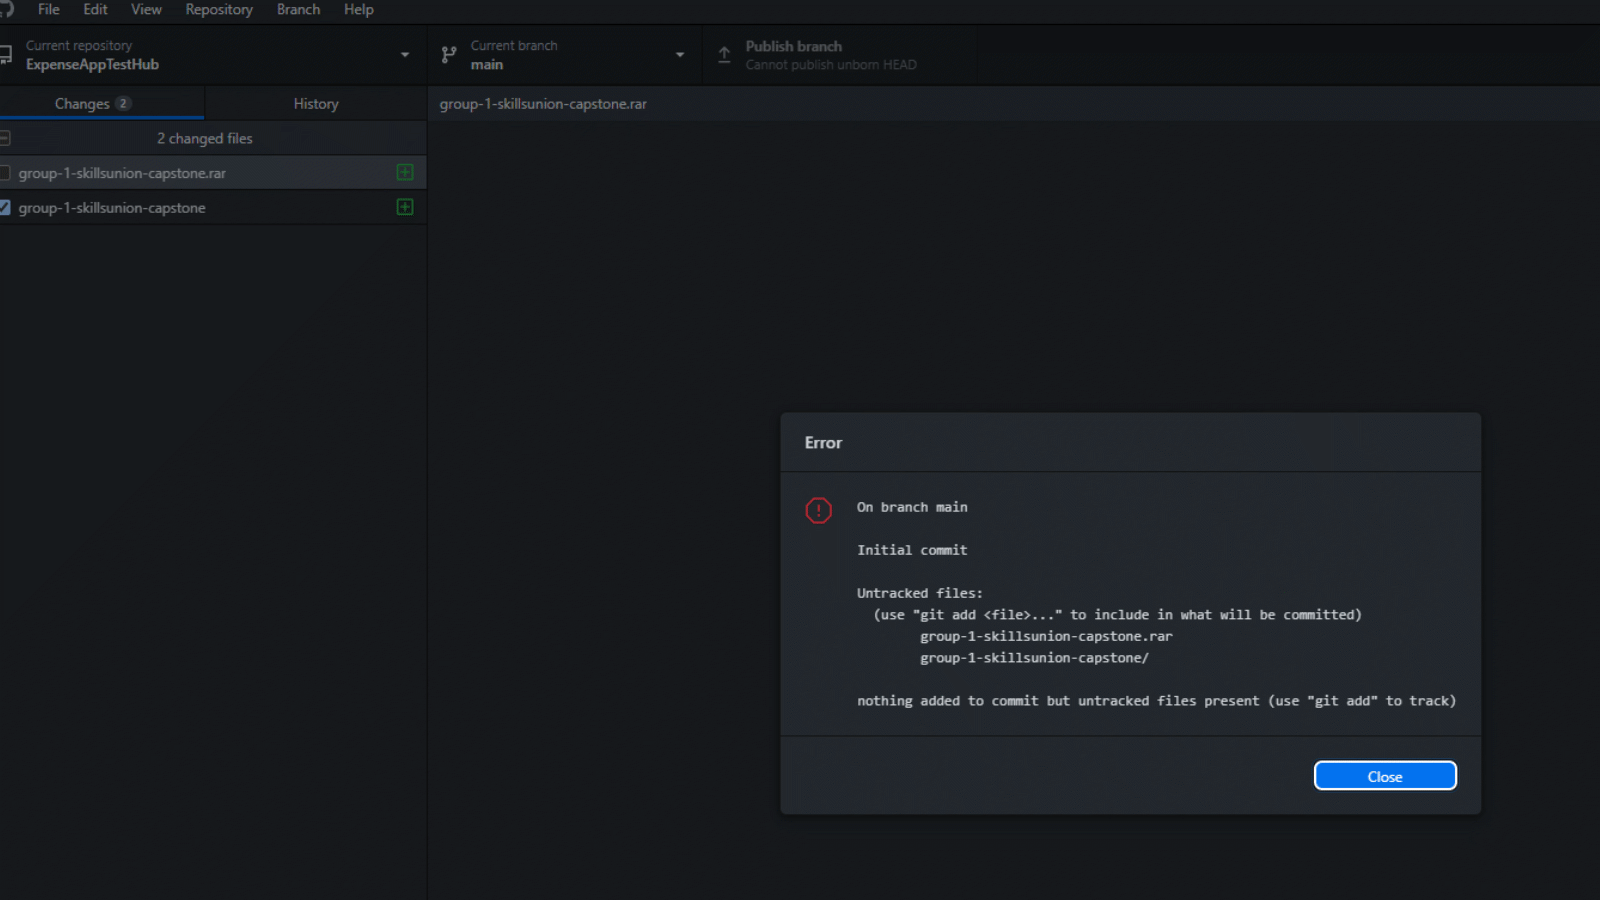 File Edit View Repository Branch Help
Current repository
ExpenseAppTestHub
Current branch
main
Publish branch
Cannot publish unborn HEAD
Changes 2
History
group-1-skillsunion-capstone.rar
2 changed files
group-1-skillsunion-capstone.rar
group-1-skillsunion-capstone
Error
On branch main
Initial commit
Untracked files:
(use "git add <file>..." to include in what will be committed)
group-1-skillsunion-capstone.rar
group-1-skillsunion-capstone/
nothing added to commit but untracked files present (use "git add" to track)
Close